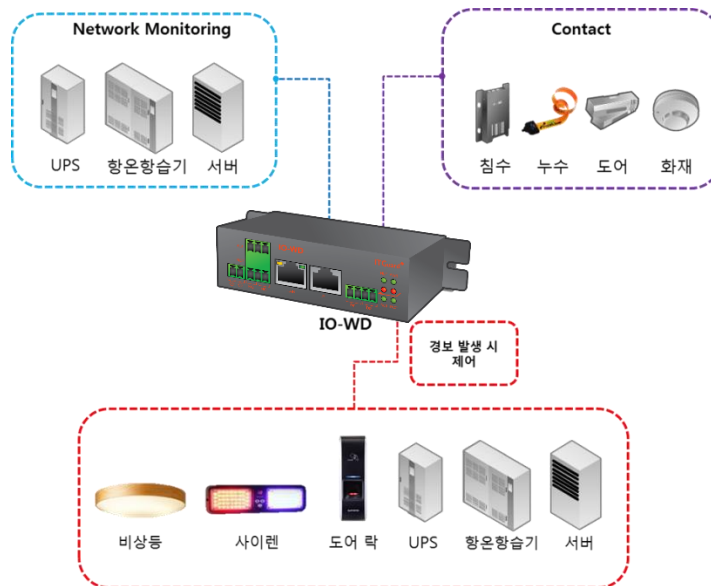 Network Monitoring
UPS
항온항습기
서버
Contact
침수
누수
도어
화재
IO-WD
경보 발생 시
제어
비상등
사이렌
도어 락
UPS
항온항습기
서버